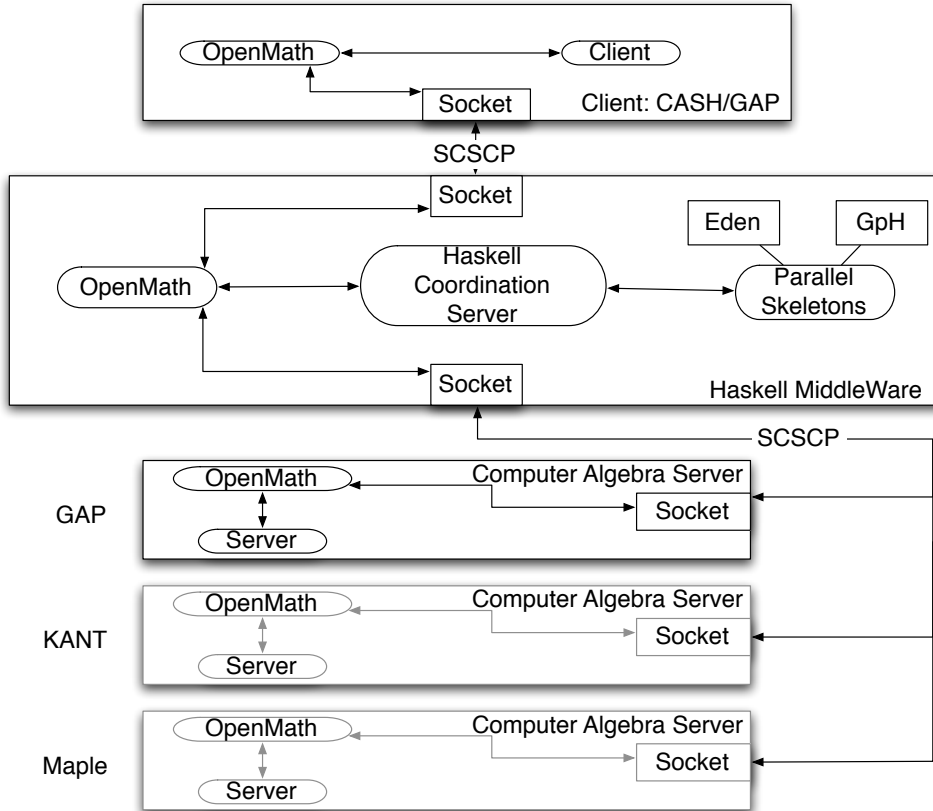 OpenMath
Client
Socket
Client: CASH/GAP
SCSCP
Socket
Eden
GpH
Haskell
Coordination
Server
OpenMath
Parallel
Skeletons
Socket
Haskell MiddleWare
SCSCP
GAP
OpenMath
Computer Algebra Server
Socket
Server
KANT
OpenMath
Computer Algebra Server
Socket
Server
Maple
OpenMath
Computer Algebra Server
Socket
Server